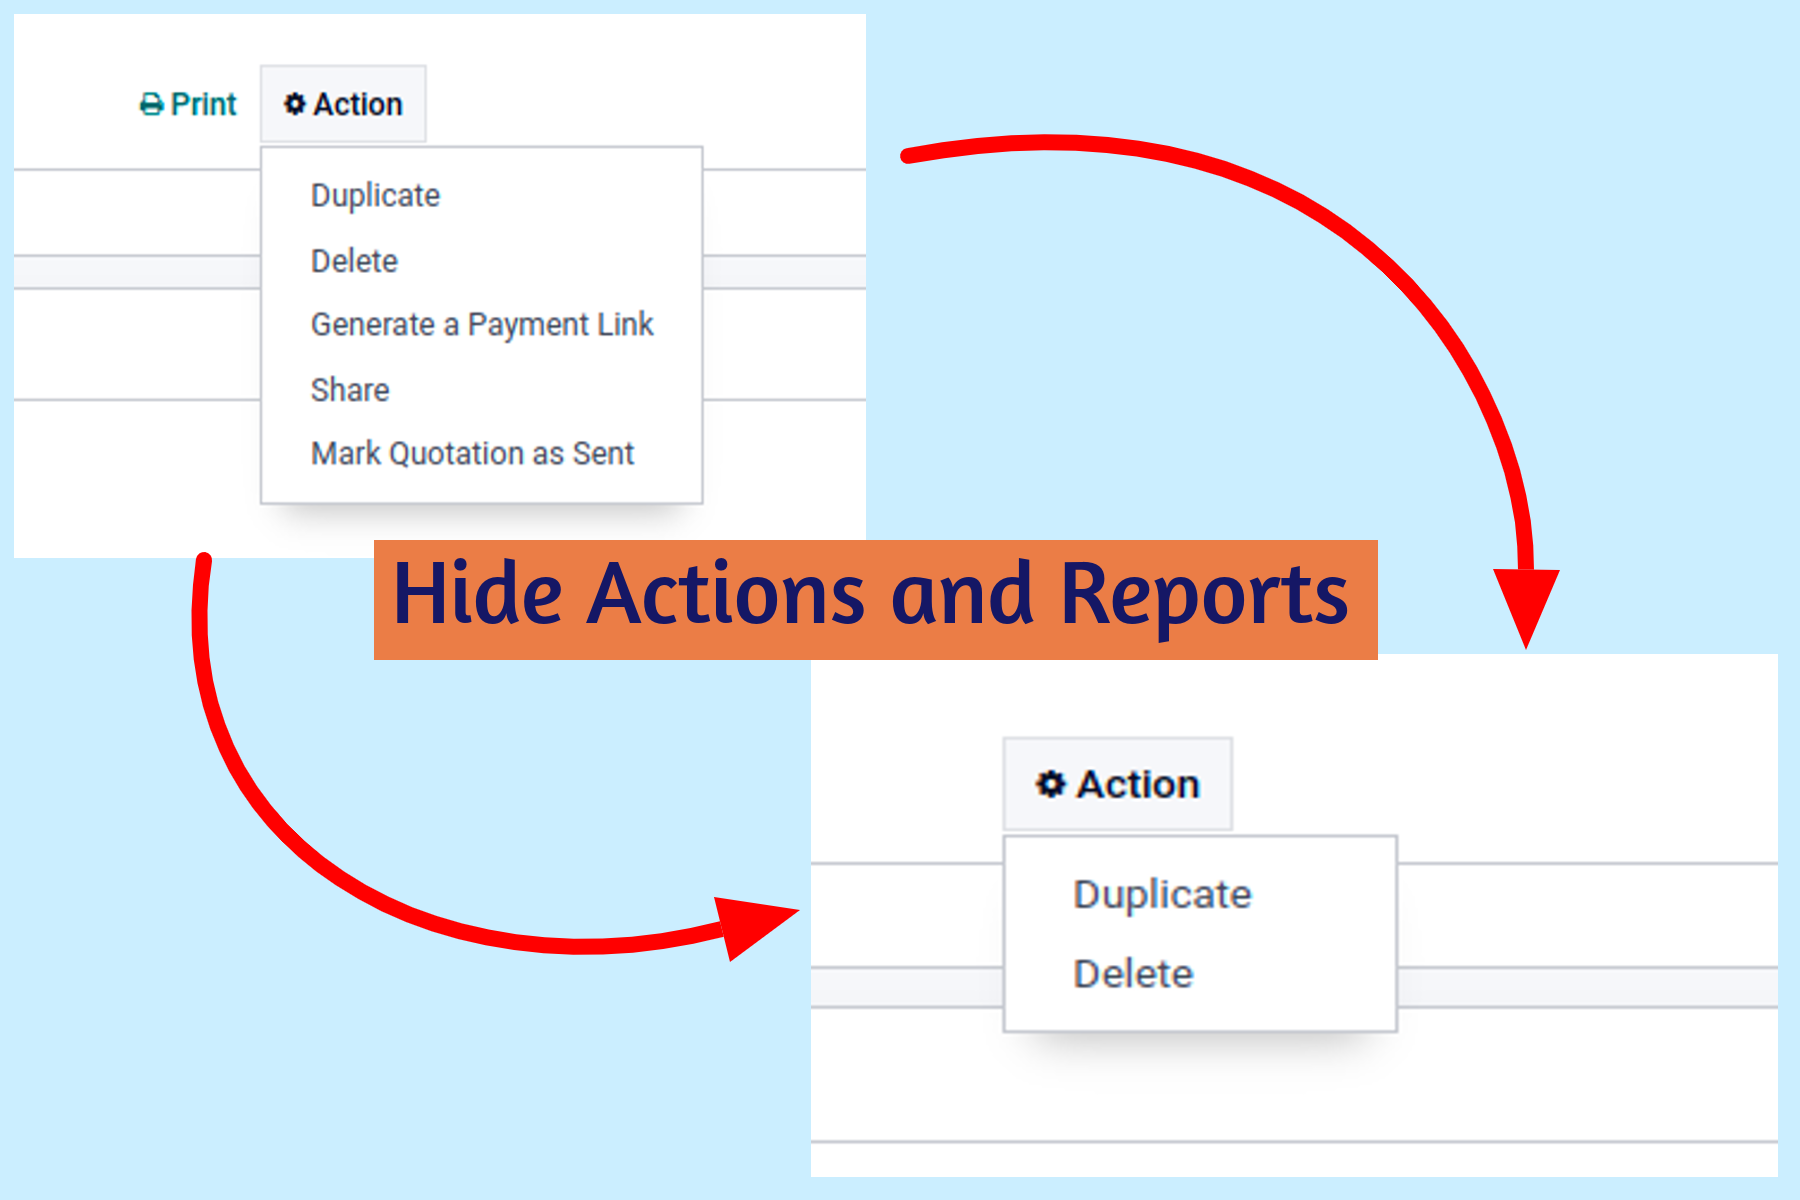 Print
Action
Duplicate
Delete
Generate a Payment Link
Share
Mark Quotation as Sent
Hide Actions and Reports
Action
Duplicate
Delete